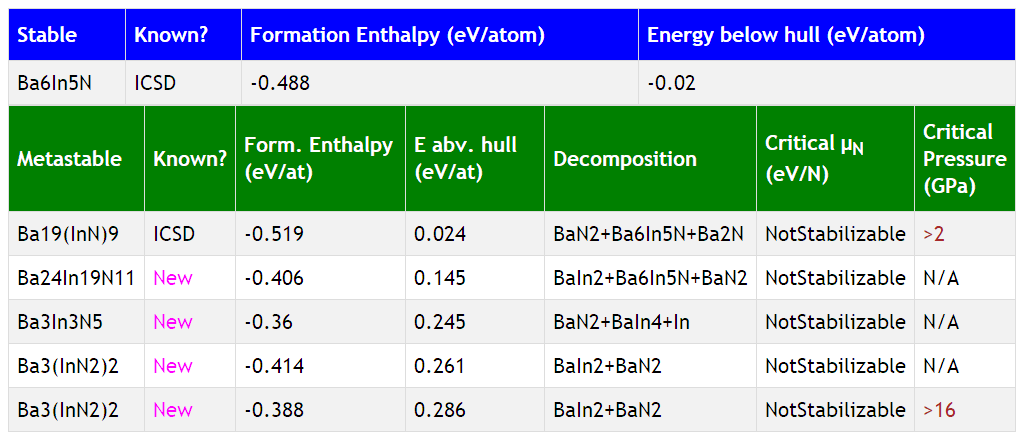 Stable Known? Formation Enthalpy (eV/atom) Energy below hull (eV/atom)
Ba6In5N ICSD -0.488 -0.02
Metastable Known? Form. Enthalpy (eV/at) E abv. hull (eV/at) Decomposition Critical μN (eV/N) Critical Pressure (GPa)
Ba19(InN)9 ICSD -0.519 0.024 BaN2+Ba6In5N+Ba2N NotStabilizable >2
Ba24In19N11 New -0.406 0.145 BaIn2+Ba6In5N+BaN2 NotStabilizable N/A
Ba3In3N5 New -0.36 0.245 BaN2+BaIn4+In NotStabilizable N/A
Ba3(InN2)2 New -0.414 0.261 BaIn2+BaN2 NotStabilizable N/A
Ba3(InN2)2 New -0.388 0.286 BaIn2+BaN2 NotStabilizable >16